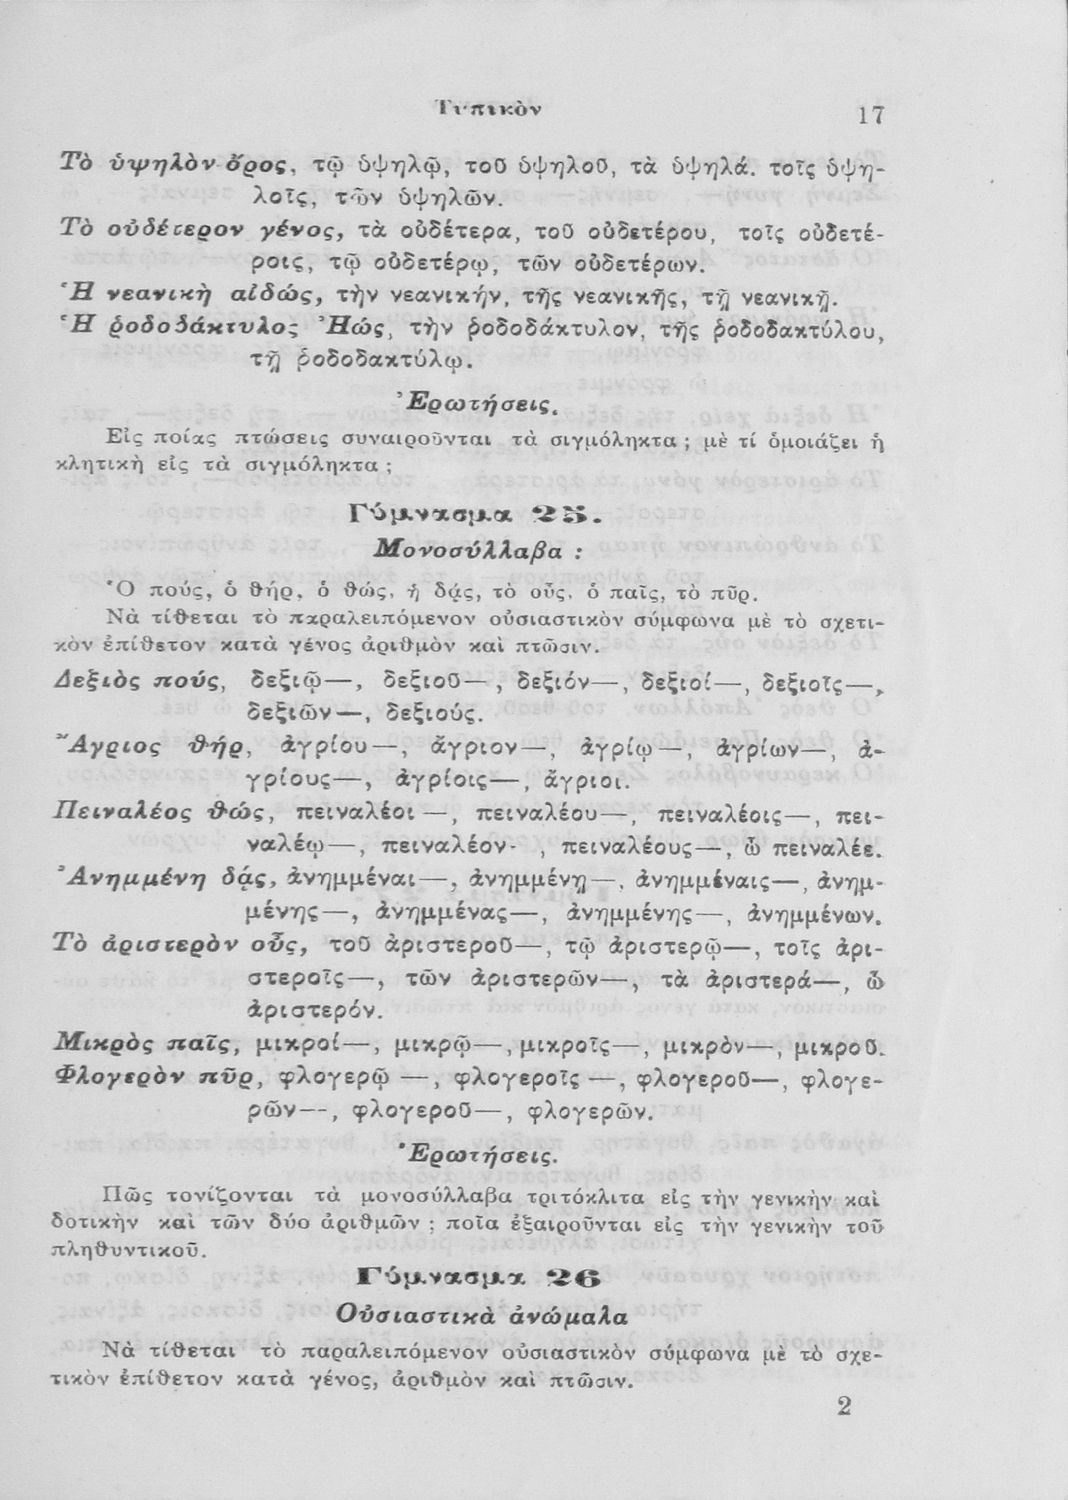 Τυπικὸν
17
Τὸ ὑψηλὸν ὄρος, τῷ ὑψηλῷ, τοῦ ὑψηλοῦ, τὰ ὑψηλά. τοῖς ὑψη-
λοῖς, τῶν ὑψηλῶν.
Τὸ οὐδέτερον γένος, τὰ οὐδέτερα, τοῦ οὐδετέρου, τοῖς οὐδετέ-
ροις, τῷ οὐδετέρῳ, τῶν οὐδετέρων.
Ἡ νεανικὴ αἰδώς, τὴν νεανικήν, τῆς νεανικῆς, τῇ νεανικῇ.
Ἡ ῥοδοδάκτυλος Ἠώς, τὴν ῥοδοδάκτυλον, τῆς ῥοδοδακτύλου,
τῇ ῥοδοδακτύλῳ.
Ἐρωτήσεις.
Εἰς ποίας πτώσεις συναιροῦνται τὰ σιγμόληκτα ; μὲ τί ὁμοιάζει ἡ
κλητικὴ εἰς τὰ σιγμόληκτα ;
Γύμνασμα 25.
Μονοσύλλαβα :
Ὁ πούς, ὁ θήρ, ὁ θώς, ἡ δᾴς, τὸ οὖς, ὁ παῖς, τὸ πῦρ.
Νὰ τίθεται τὸ παραλειπόμενον οὐσιαστικὸν σύμφωνα μὲ τὸ σχετι-
κὸν ἐπίθετον κατὰ γένος ἀριθμὸν καὶ πτῶσιν.
Δεξιὸς πούς, δεξιῷ—, δεξιοῦ—, δεξιόν—, δεξιοί—, δεξιοῖς—,
δεξιῶν—, δεξιούς.
Ἄγριος θήρ, ἀγρίου—, ἄγριον—, ἀγρίῳ—, ἀγρίων—, ἀ-
γρίους—, ἀγρίοις—, ἄγριοι.
Πειναλέος θώς, πειναλέοι—, πειναλέου—, πειναλέοις—, πει-
ναλέῳ—, πειναλέον- , πειναλέους—, ὦ πειναλέε.
Ἀνημμένη δᾴς, ἀνημμέναι—, ἀνημμένῃ—, ἀνημμέναις—, ἀνημ-
μένης—, ἀνημμένας—, ἀνημμένης—, ἀνημμένων.
Τὸ ἀριστερὸν οὖς, τοῦ ἀριστεροῦ—, τῷ ἀριστερῷ—, τοῖς ἀρι-
στεροῖς—, τῶν ἀριστερῶν—, τὰ ἀριστερά—, ὦ
ἀριστερόν.
Μικρὸς παῖς, μικροί—, μικρῷ—, μικροῖς—, μικρὸν—, μικροῦ.
Φλογερὸν πῦρ, φλογερῷ —, φλογεροῖς —, φλογεροῦ—, φλογε-
ρῶν--, φλογεροῦ—, φλογερῶν.
Ἐρωτήσεις.
Πῶς τονίζονται τὰ μονοσύλλαβα τριτόκλιτα εἰς τὴν γενικὴν καὶ
δοτικὴν καὶ τῶν δύο ἀριθμῶν ; ποῖα ἐξαιροῦνται εἰς τὴν γενικὴν τοῦ
πληθυντικοῦ.
Γύμνασμα 26
Οὐσιαστικὰ ἀνώμαλα
Νὰ τίθεται τὸ παραλειπόμενον οὐσιαστικὸν σύμφωνα μὲ τὸ σχε-
τικὸν ἐπίθετον κατὰ γένος, ἀριθμὸν καὶ πτῶσιν.
2